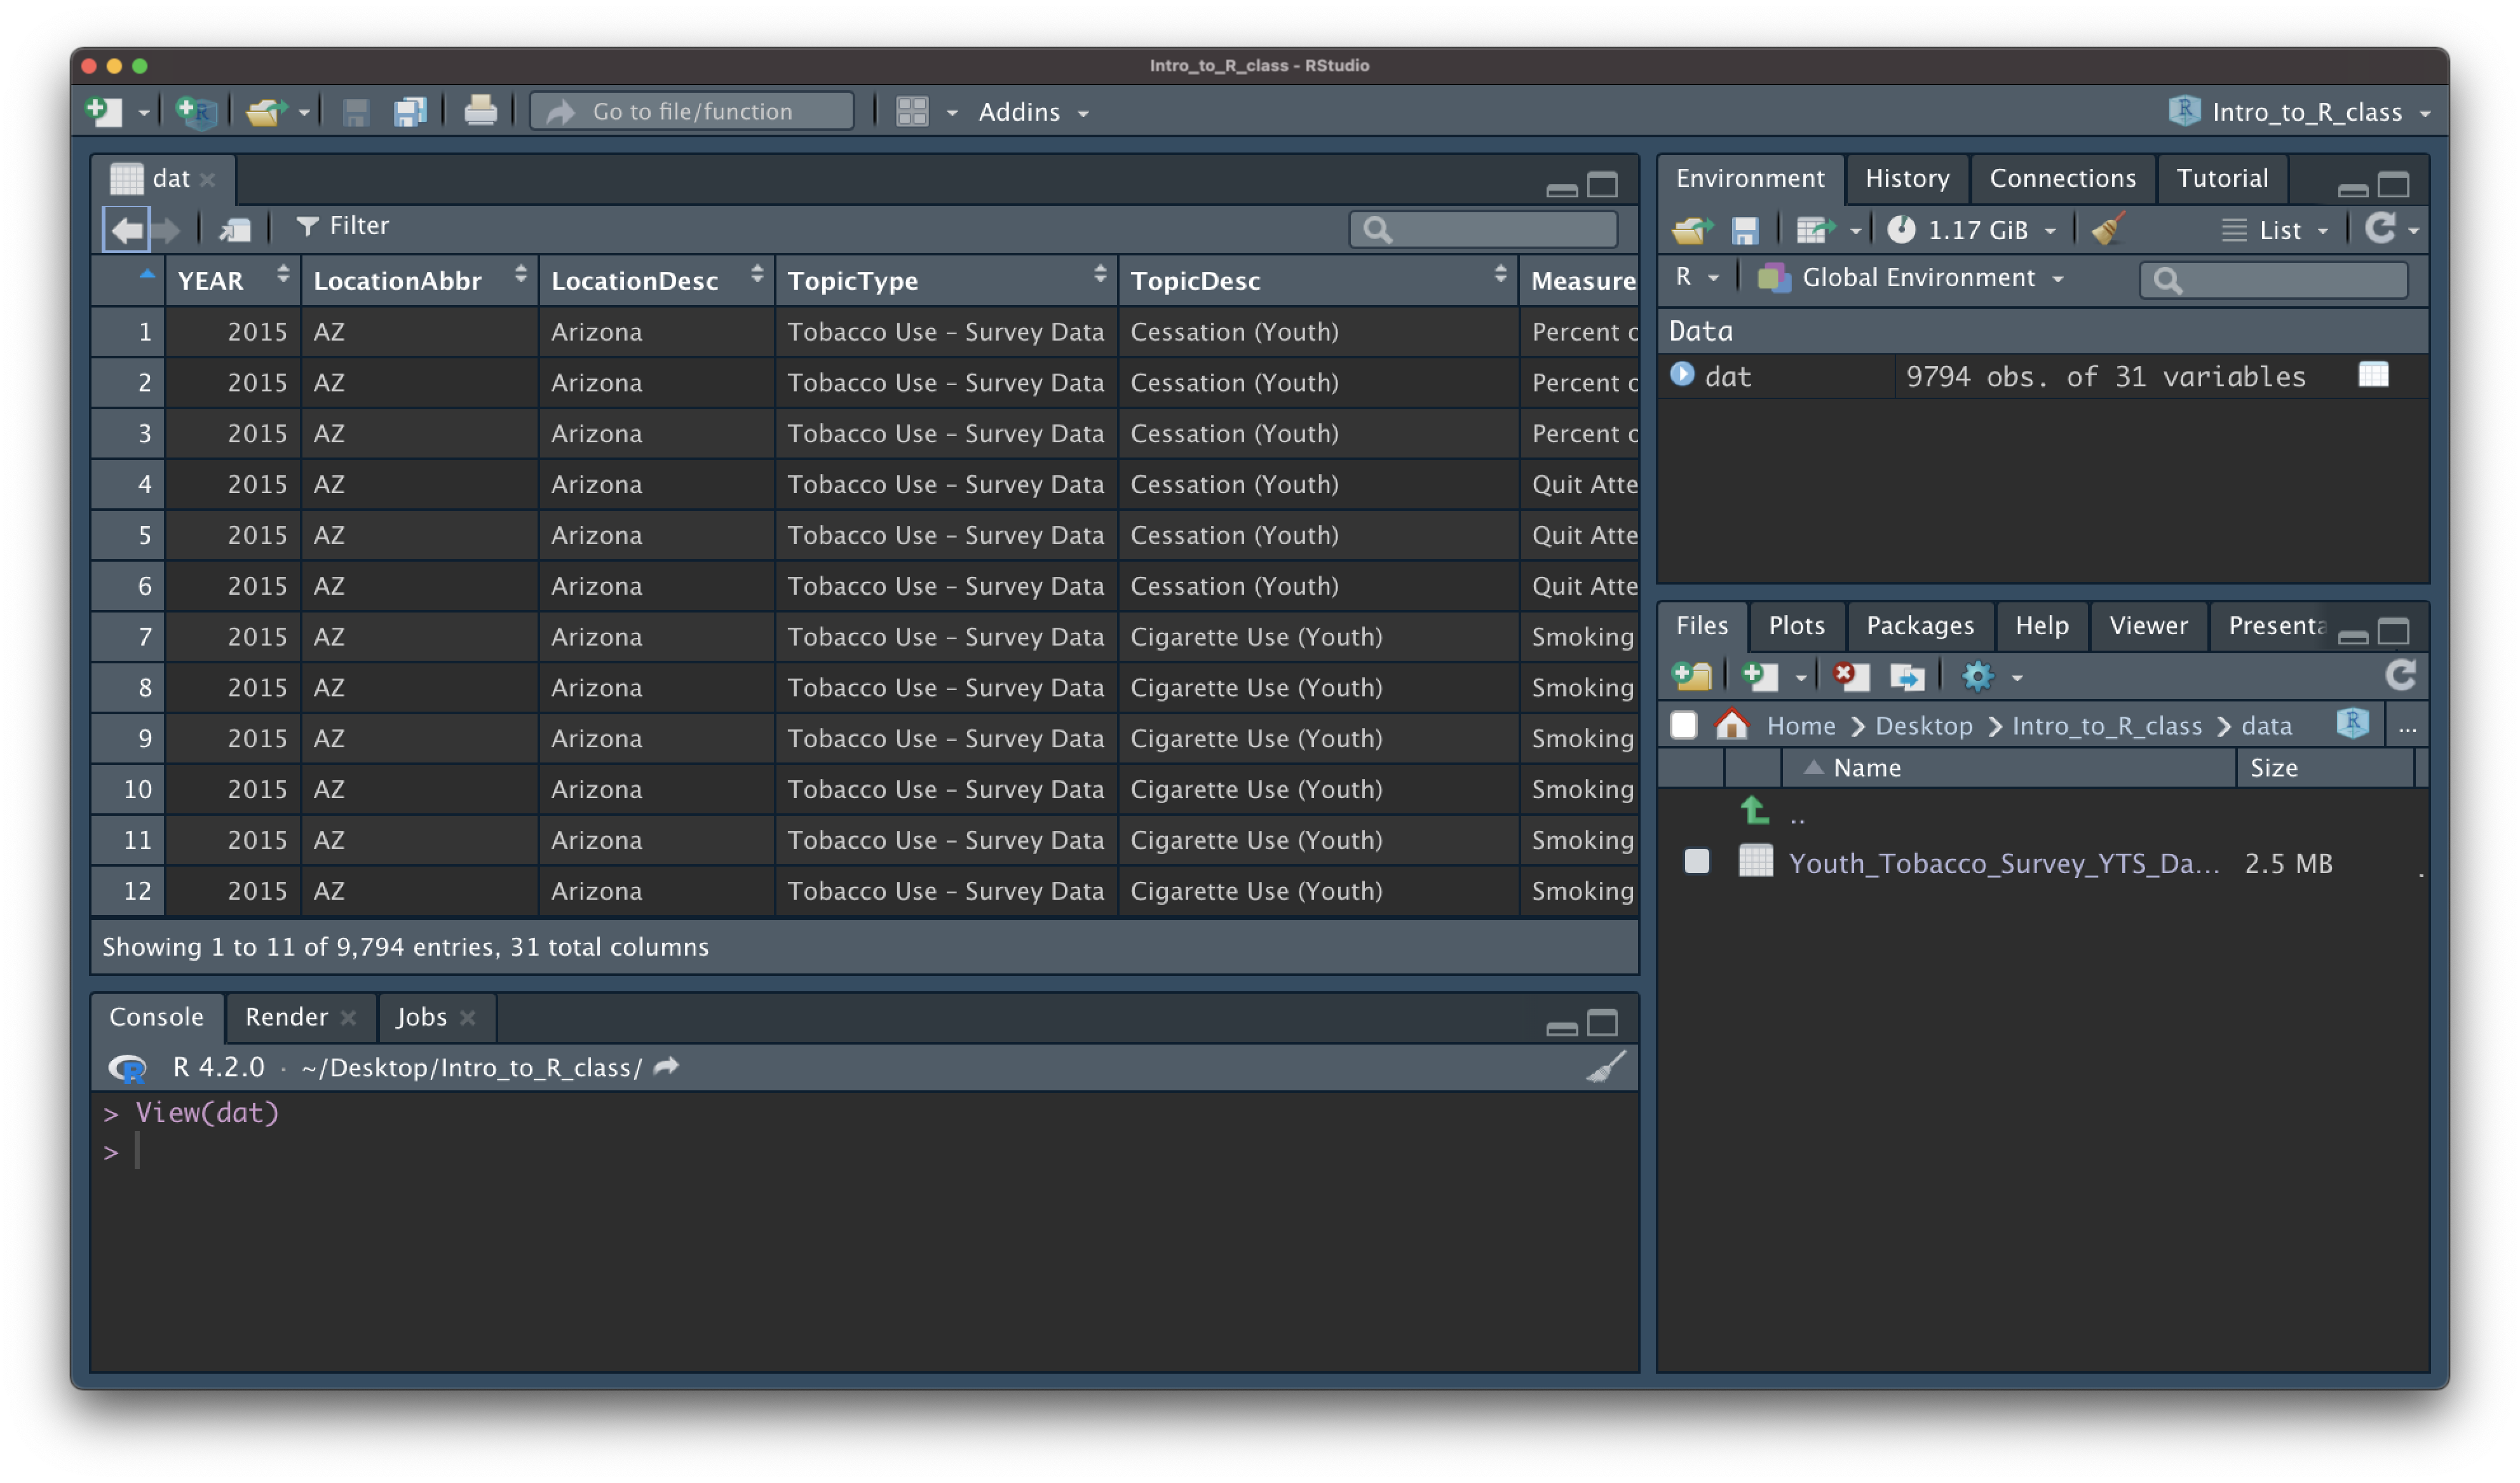 Intro_to_R_class - RStudio
Go to file/function
Addins
Intro_to_R_class
dat
Filter
YEAR LocationAbbr LocationDesc TopicType TopicDesc Measure
1 2015 AZ Arizona Tobacco Use – Survey Data Cessation (Youth) Percent o
2 2015 AZ Arizona Tobacco Use – Survey Data Cessation (Youth) Percent o
3 2015 AZ Arizona Tobacco Use – Survey Data Cessation (Youth) Percent o
4 2015 AZ Arizona Tobacco Use – Survey Data Cessation (Youth) Quit Atte
5 2015 AZ Arizona Tobacco Use – Survey Data Cessation (Youth) Quit Atte
6 2015 AZ Arizona Tobacco Use – Survey Data Cessation (Youth) Quit Atte
7 2015 AZ Arizona Tobacco Use – Survey Data Cigarette Use (Youth) Smoking
8 2015 AZ Arizona Tobacco Use – Survey Data Cigarette Use (Youth) Smoking
9 2015 AZ Arizona Tobacco Use – Survey Data Cigarette Use (Youth) Smoking
10 2015 AZ Arizona Tobacco Use – Survey Data Cigarette Use (Youth) Smoking
11 2015 AZ Arizona Tobacco Use – Survey Data Cigarette Use (Youth) Smoking
12 2015 AZ Arizona Tobacco Use – Survey Data Cigarette Use (Youth) Smoking
Showing 1 to 11 of 9,794 entries, 31 total columns
Console Render Jobs
R 4.2.0 · ~/Desktop/Intro_to_R_class/
> View(dat)
>
Environment History Connections Tutorial
1.17 GiB List
R Global Environment
Data
dat 9794 obs. of 31 variables
Files Plots Packages Help Viewer Presenta
Home Desktop Intro_to_R_class data R ...
Name Size
..
Youth_Tobacco_Survey_YTS_Da... 2.5 MB